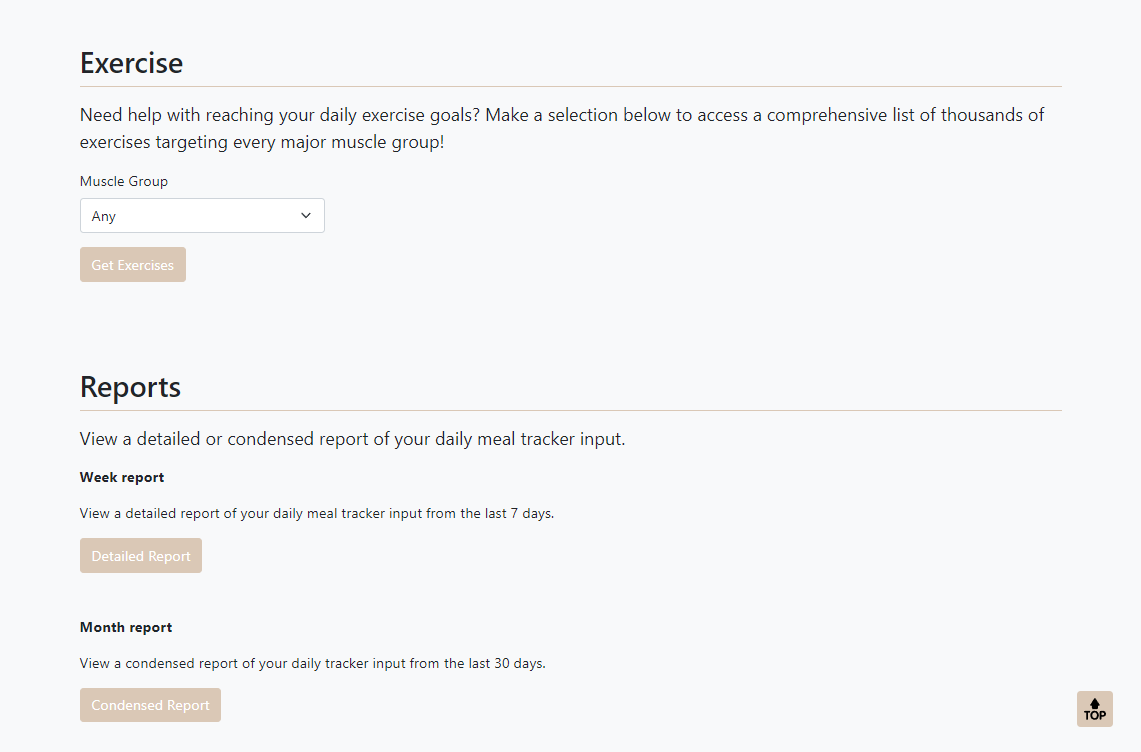 Exercise
Need help with reaching your daily exercise goals? Make a selection below to access a comprehensive list of thousands of
exercises targeting every major muscle group!
Muscle Group
Any
Get Exercises
Reports
View a detailed or condensed report of your daily meal tracker input.
Week report
View a detailed report of your daily meal tracker input from the last 7 days.
Detailed Report
Month report
View a condensed report of your daily tracker input from the last 30 days.
Condensed Report
TOP